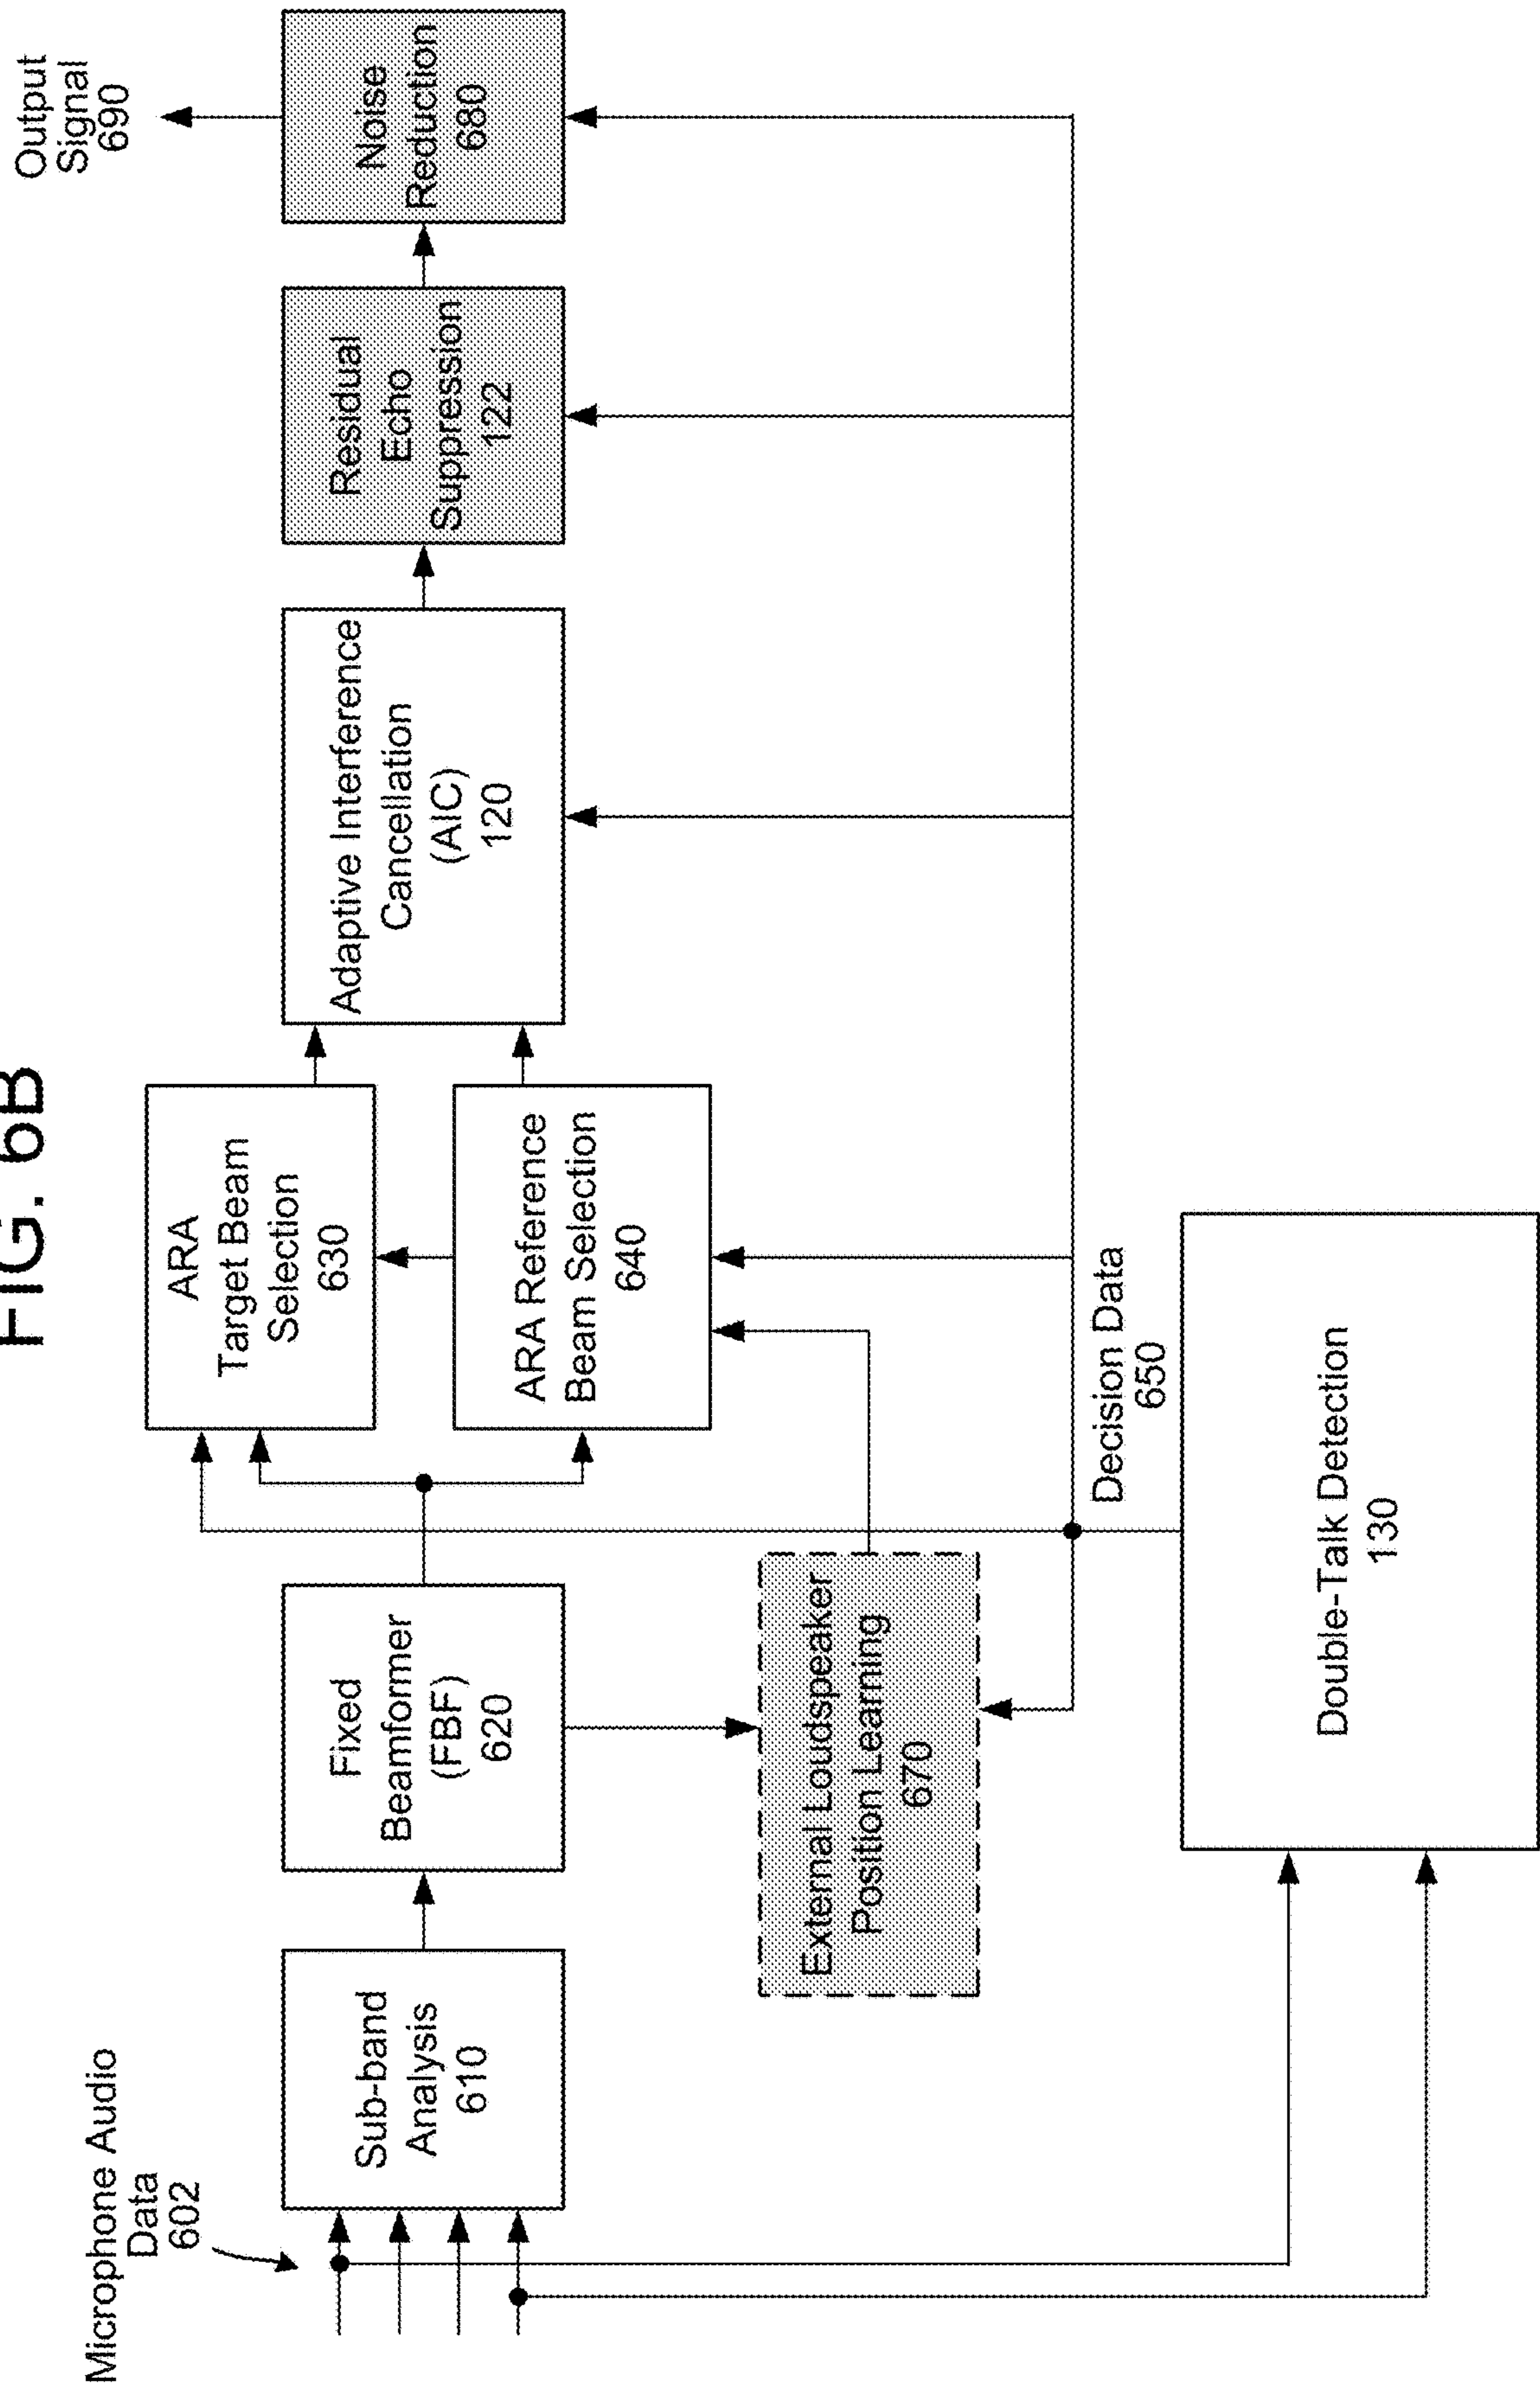 FIG. 6B
Microphone Audio
Data
602
Sub-band
Analysis
610
Fixed
Beamformer
(FBF)
620
ARA
Target Beam
Selection
630
ARA Reference
Beam Selection
640
Adaptive Interference
Cancellation
(AIC)
120
Residual
Echo
Suppression
122
Noise
Reduction
680
Output
Signal
690
External Loudspeaker
Position Learning
670
Decision Data
650
Double-Talk Detection
130